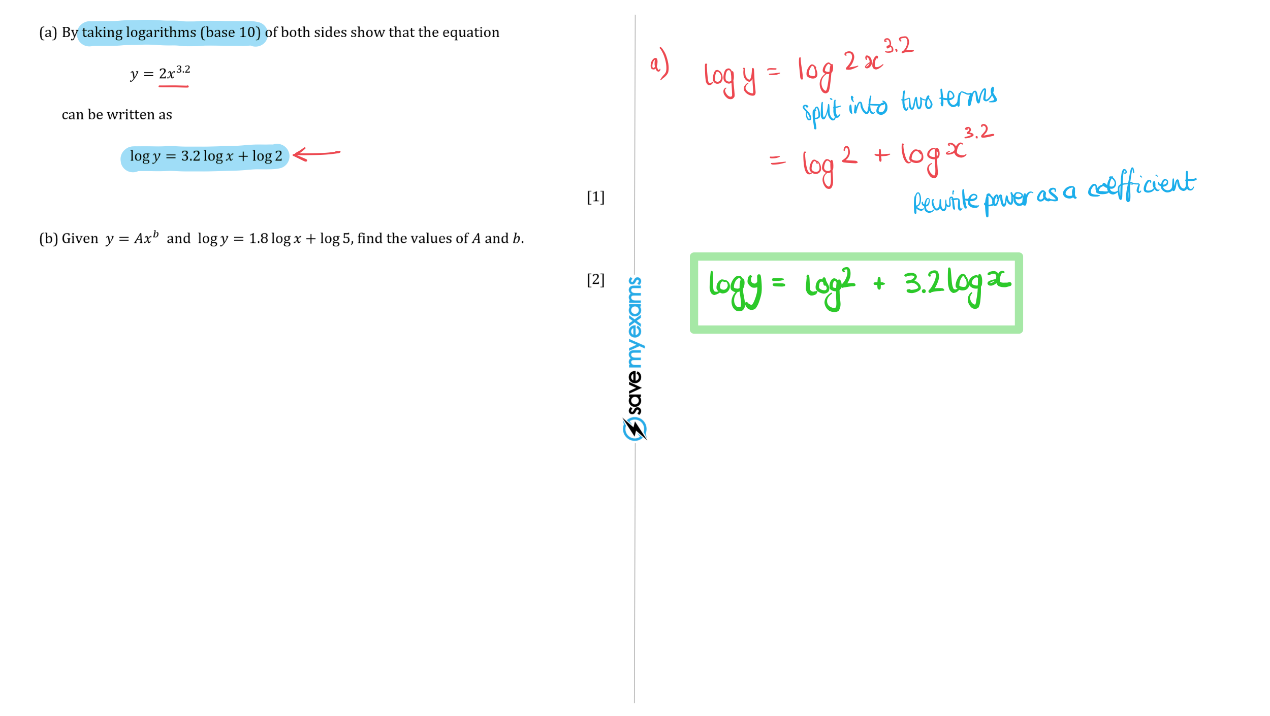 (a) By taking logarithms (base 10) of both sides show that the equation
y = 2x^3.2
can be written as
log y = 3.2 log x + log 2
[1]
(b) Given y = Ax^b and log y = 1.8 log x + log 5, find the values of A and b.
[2]
save my exams
a) log y = log 2x^3.2
split into two terms
= log 2 + log x^3.2
Rewrite power as a coefficient
log y = log 2 + 3.2 log x